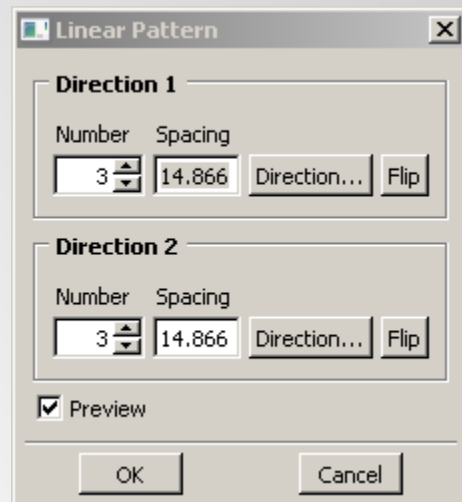 Linear Pattern
Direction 1
Number Spacing
3 14.866 Direction... Flip
Direction 2
Number Spacing
3 14.866 Direction... Flip
Preview
OK Cancel